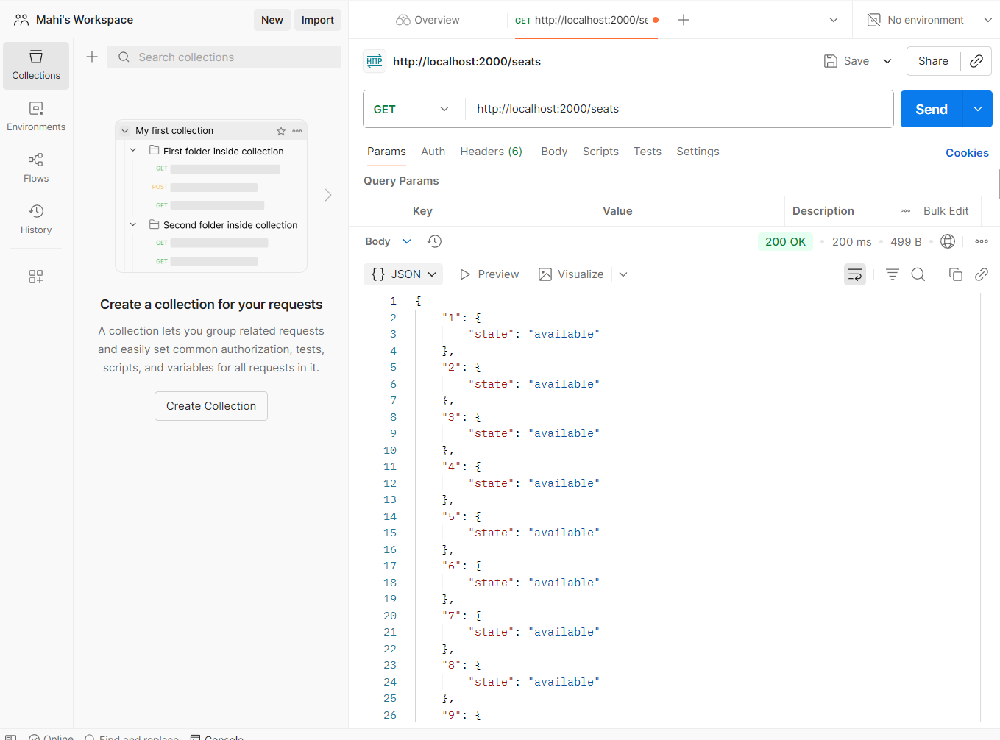 Mahi's Workspace
New
Import
Overview
GET http://localhost:2000/se
No environment
Collections
Environments
Flows
History
Search collections
My first collection
First folder inside collection
GET
POST
GET
Second folder inside collection
GET
GET
Create a collection for your requests
A collection lets you group related requests
and easily set common authorization, tests,
scripts, and variables for all requests in it.
Create Collection
HTTP http://localhost:2000/seats
Save
Share
GET
http://localhost:2000/seats
Send
Params
Auth
Headers (6)
Body
Scripts
Tests
Settings
Cookies
Query Params
Key
Value
Description
Bulk Edit
Body
200 OK
200 ms
499 B
{} JSON
Preview
Visualize
1 {
2 "1": {
3 "state": "available"
4 },
5 "2": {
6 "state": "available"
7 },
8 "3": {
9 "state": "available"
10 },
11 "4": {
12 "state": "available"
13 },
14 "5": {
15 "state": "available"
16 },
17 "6": {
18 "state": "available"
19 },
20 "7": {
21 "state": "available"
22 },
23 "8": {
24 "state": "available"
25 },
26 "9": {
Online
Find and replace
Console